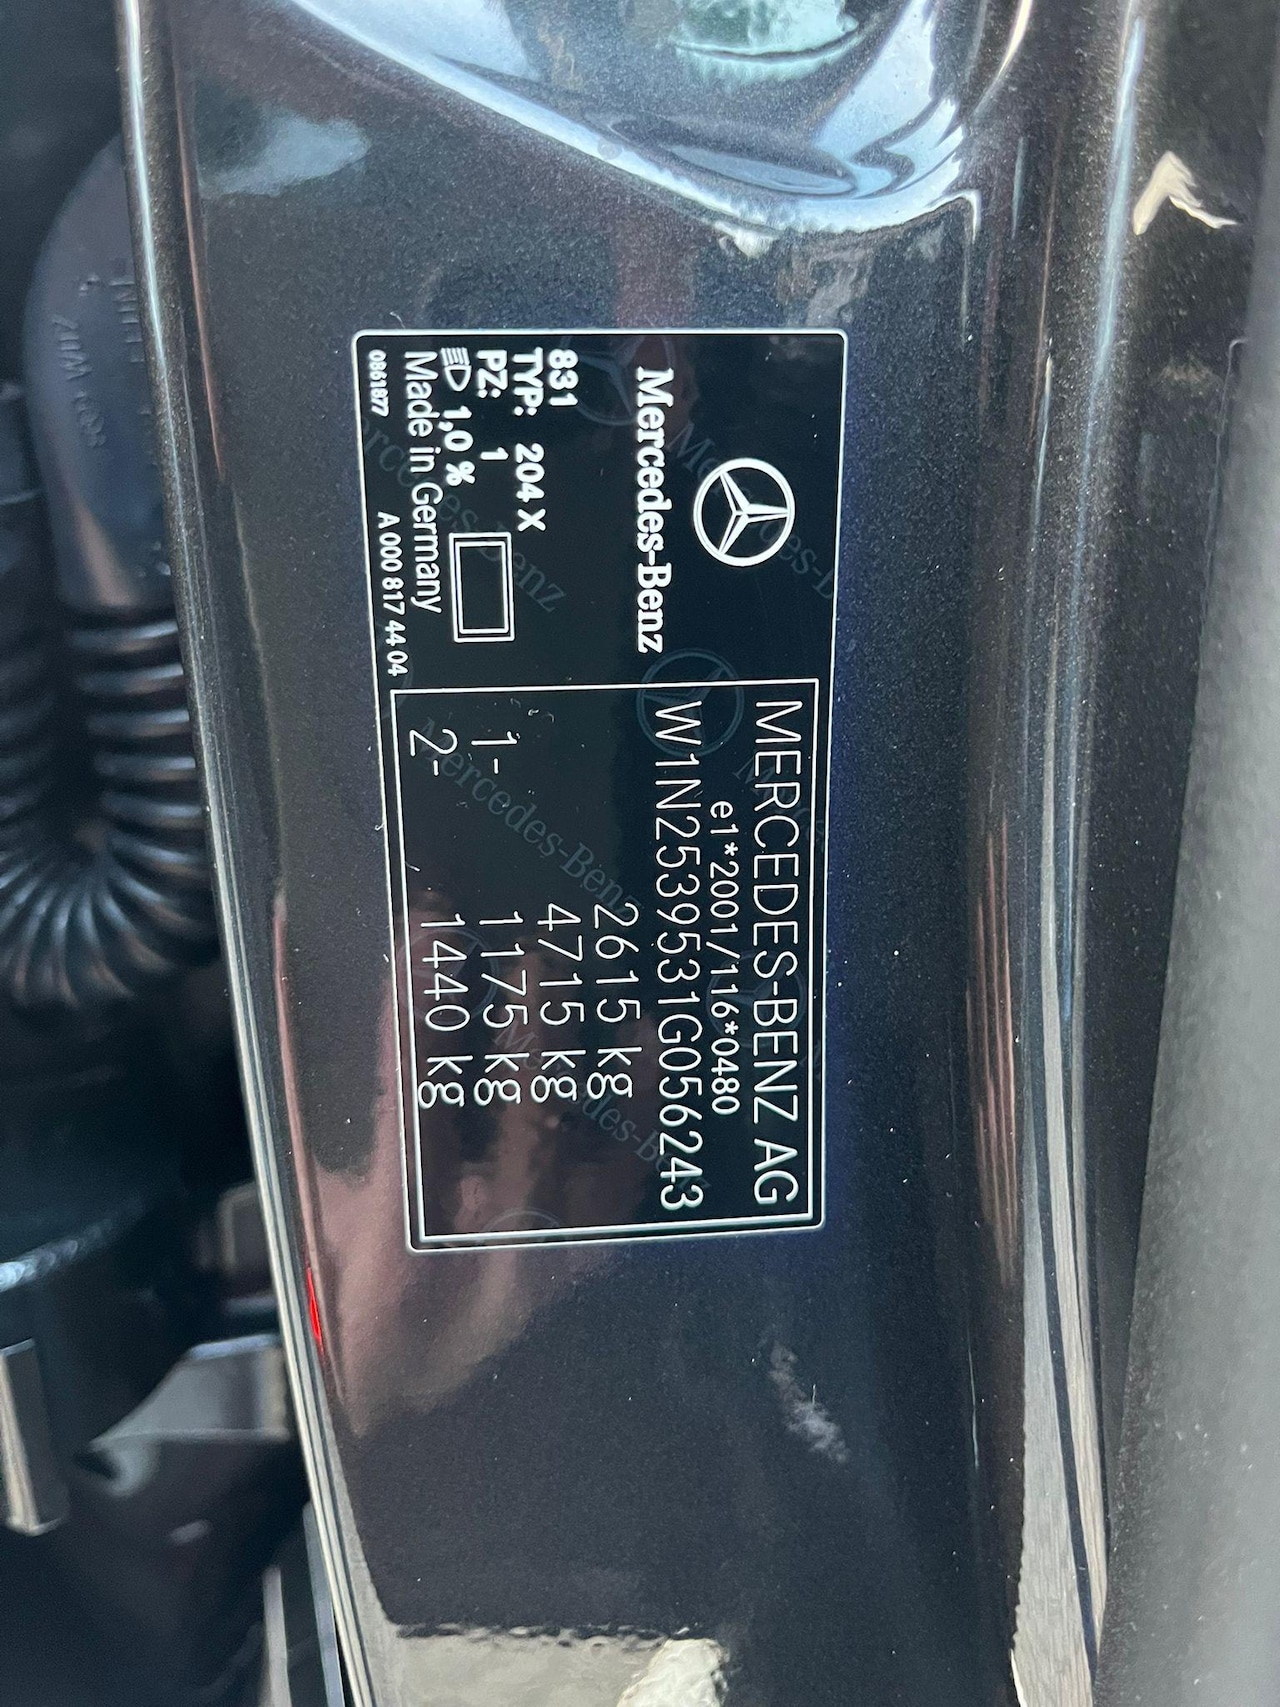 Mercedes-Benz
831
TYP: 204 X
PZ: 1
1,0 %
Made in Germany
0861877 A 000 817 44 04
MERCEDES-BENZ AG
e1*2001/116*0480
W1N2539531G056243
2615 kg
4715 kg
1- 1175 kg
2- 1440 kg